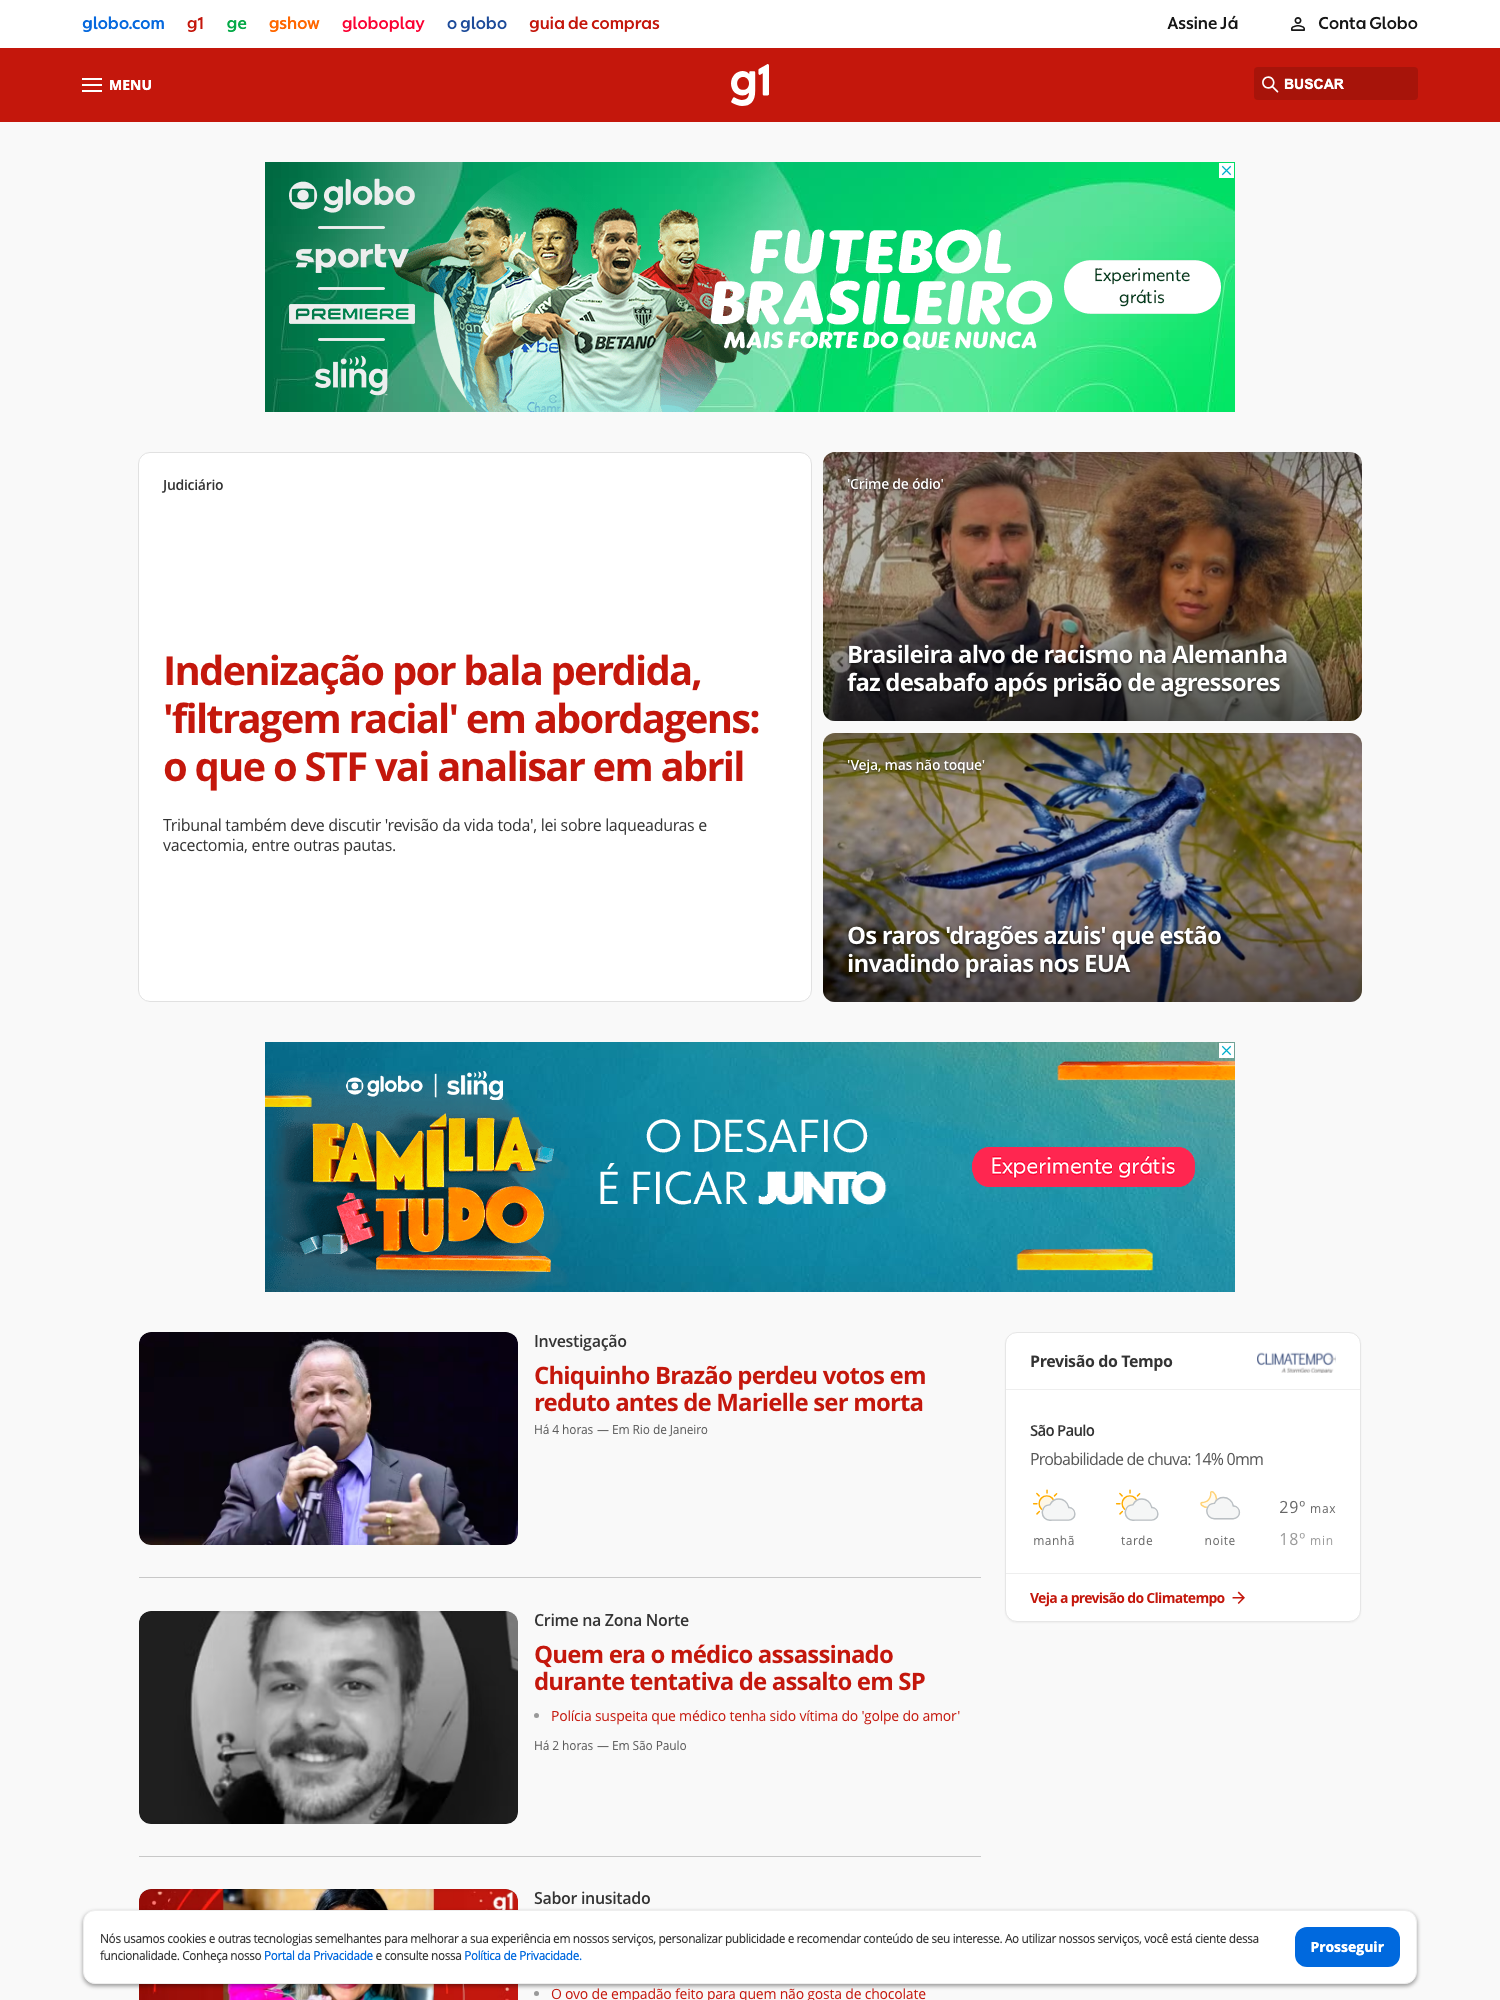 globo.com g1 ge gshow globoplay o globo guia de compras Assine Já Conta Globo
MENU g1 BUSCAR
globo
sportv
PREMIERE
sling
BETANO
FUTEBOL
BRASILEIRO
MAIS FORTE DO QUE NUNCA
Experimente
grátis
Judiciário
Indenização por bala perdida,
'filtragem racial' em abordagens:
o que o STF vai analisar em abril
Tribunal também deve discutir 'revisão da vida toda', lei sobre laqueaduras e
vacectomia, entre outras pautas.
'Crime de ódio'
Brasileira alvo de racismo na Alemanha
faz desabafo após prisão de agressores
'Veja, mas não toque'
Os raros 'dragões azuis' que estão
invadindo praias nos EUA
globo | sling
FAMÍLIA
É TUDO
O DESAFIO
É FICAR JUNTO
Experimente grátis
Investigação
Chiquinho Brazão perdeu votos em
reduto antes de Marielle ser morta
Há 4 horas — Em Rio de Janeiro
Previsão do Tempo CLIMATEMPO
A StormGeo Company
São Paulo
Probabilidade de chuva: 14% 0mm
29º max
manhã tarde noite 18º min
Veja a previsão do Climatempo
Crime na Zona Norte
Quem era o médico assassinado
durante tentativa de assalto em SP
Polícia suspeita que médico tenha sido vítima do 'golpe do amor'
Há 2 horas — Em São Paulo
g1
Sabor inusitado
Nós usamos cookies e outras tecnologias semelhantes para melhorar a sua experiência em nossos serviços, personalizar publicidade e recomendar conteúdo de seu interesse. Ao utilizar nossos serviços, você está ciente dessa
funcionalidade. Conheça nosso Portal da Privacidade e consulte nossa Política de Privacidade.
Prosseguir
O ovo de empadão feito para quem não gosta de chocolate